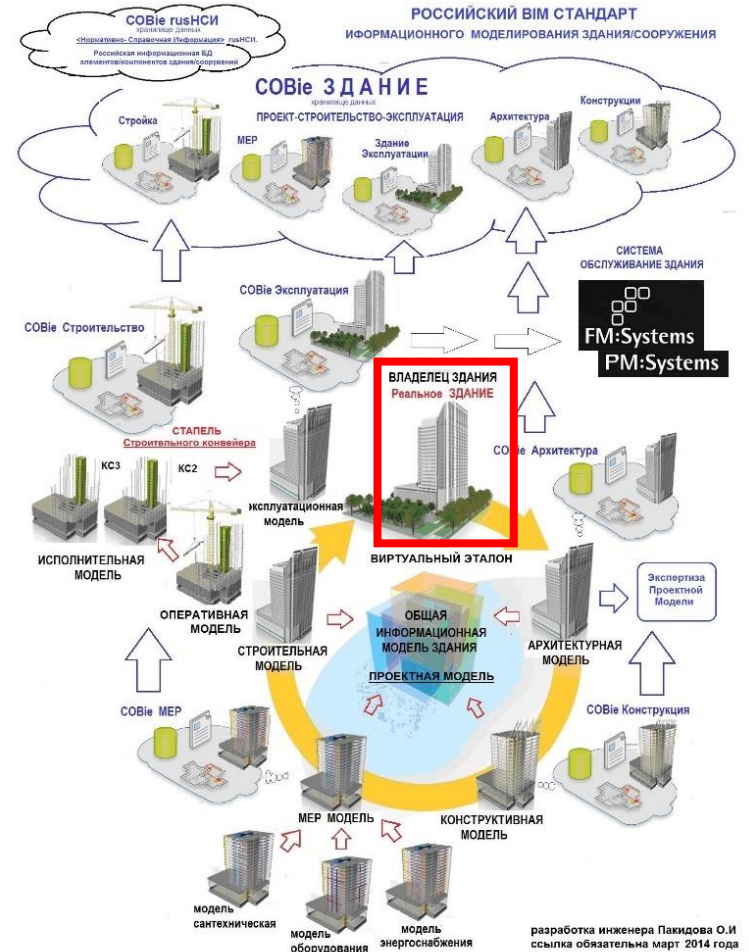 COBie rusНСИ
хранилище данных
<Нормативно- Справочная Информация> rusНСИ.
Российская информационная БД
элементов/компонентов здания/сооружений
РОССИЙСКИЙ BIM СТАНДАРТ
ИФОРМАЦИОННОГО МОДЕЛИРОВАНИЯ ЗДАНИЯ/СООРУЖЕНИЯ
COBie З Д А Н И Е
хранилище данных
ПРОЕКТ-СТРОИТЕЛЬСТВО-ЭКСПЛУАТАЦИЯ
Стройка
MEP
Здание
Эксплуатации
Архитектура
Конструкции
СИСТЕМА
ОБСЛУЖИВАНИЕ ЗДАНИЯ
FM:Systems
PM:Systems
COBie Эксплуатация
COBie Строительство
ВЛАДЕЛЕЦ ЗДАНИЯ
Реальное ЗДАНИЕ
СТАПЕЛЬ
Строительного конвейера
КС3
КС2
COBie Архитектура
эксплуатационная
модель
ИСПОЛНИТЕЛЬНАЯ
МОДЕЛЬ
ВИРТУАЛЬНЫЙ ЭТАЛОН
ОПЕРАТИВНАЯ
МОДЕЛЬ
СТРОИТЕЛЬНАЯ
МОДЕЛЬ
ОБЩАЯ
ИНФОРМАЦИОННАЯ
МОДЕЛЬ ЗДАНИЯ
ПРОЕКТНАЯ МОДЕЛЬ
АРХИТЕКТУРНАЯ
МОДЕЛЬ
Экспертиза
Проектной
Модели
COBie MEP
COBie Конструкция
MEP МОДЕЛЬ
КОНСТРУКТИВНАЯ
МОДЕЛЬ
модель
сантехническая
модель
оборудования
модель
энергоснабжения
разработка инженера Пакидова О.И
ссылка обязательна март 2014 года